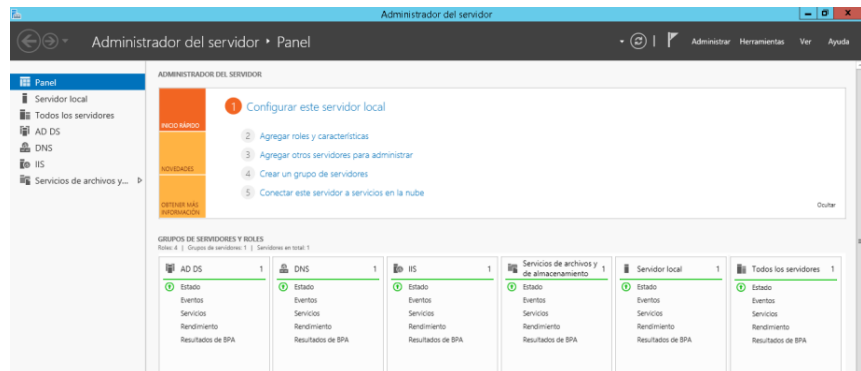 Administrador del servidor
Administrador del servidor ▸ Panel
Administrar Herramientas Ver Ayuda
Panel
Servidor local
Todos los servidores
AD DS
DNS
IIS
Servicios de archivos y...
ADMINISTRADOR DEL SERVIDOR
INICIO RÁPIDO
NOVEDADES
OBTENER MÁS
INFORMACIÓN
1 Configurar este servidor local
2 Agregar roles y características
3 Agregar otros servidores para administrar
4 Crear un grupo de servidores
5 Conectar este servidor a servicios en la nube
Ocultar
GRUPOS DE SERVIDORES Y ROLES
Roles: 4 | Grupos de servidores: 1 | Servidores en total: 1
AD DS 1
Estado
Eventos
Servicios
Rendimiento
Resultados de BPA
DNS 1
Estado
Eventos
Servicios
Rendimiento
Resultados de BPA
IIS 1
Estado
Eventos
Servicios
Rendimiento
Resultados de BPA
Servicios de archivos y
de almacenamiento 1
Estado
Eventos
Servicios
Rendimiento
Resultados de BPA
Servidor local 1
Estado
Eventos
Servicios
Rendimiento
Resultados de BPA
Todos los servidores 1
Estado
Eventos
Servicios
Rendimiento
Resultados de BPA